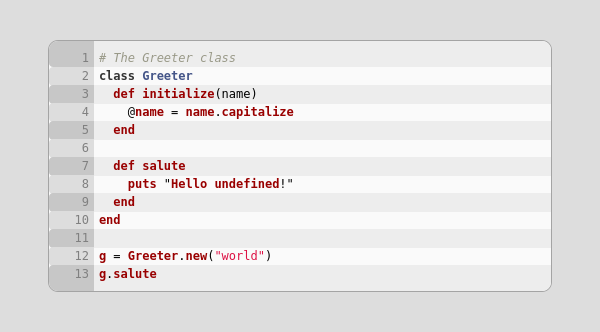 1 # The Greeter class
2 class Greeter
3   def initialize(name)
4     @name = name.capitalize
5   end
6
7   def salute
8     puts "Hello undefined!"
9   end
10 end
11
12 g = Greeter.new("world")
13 g.salute